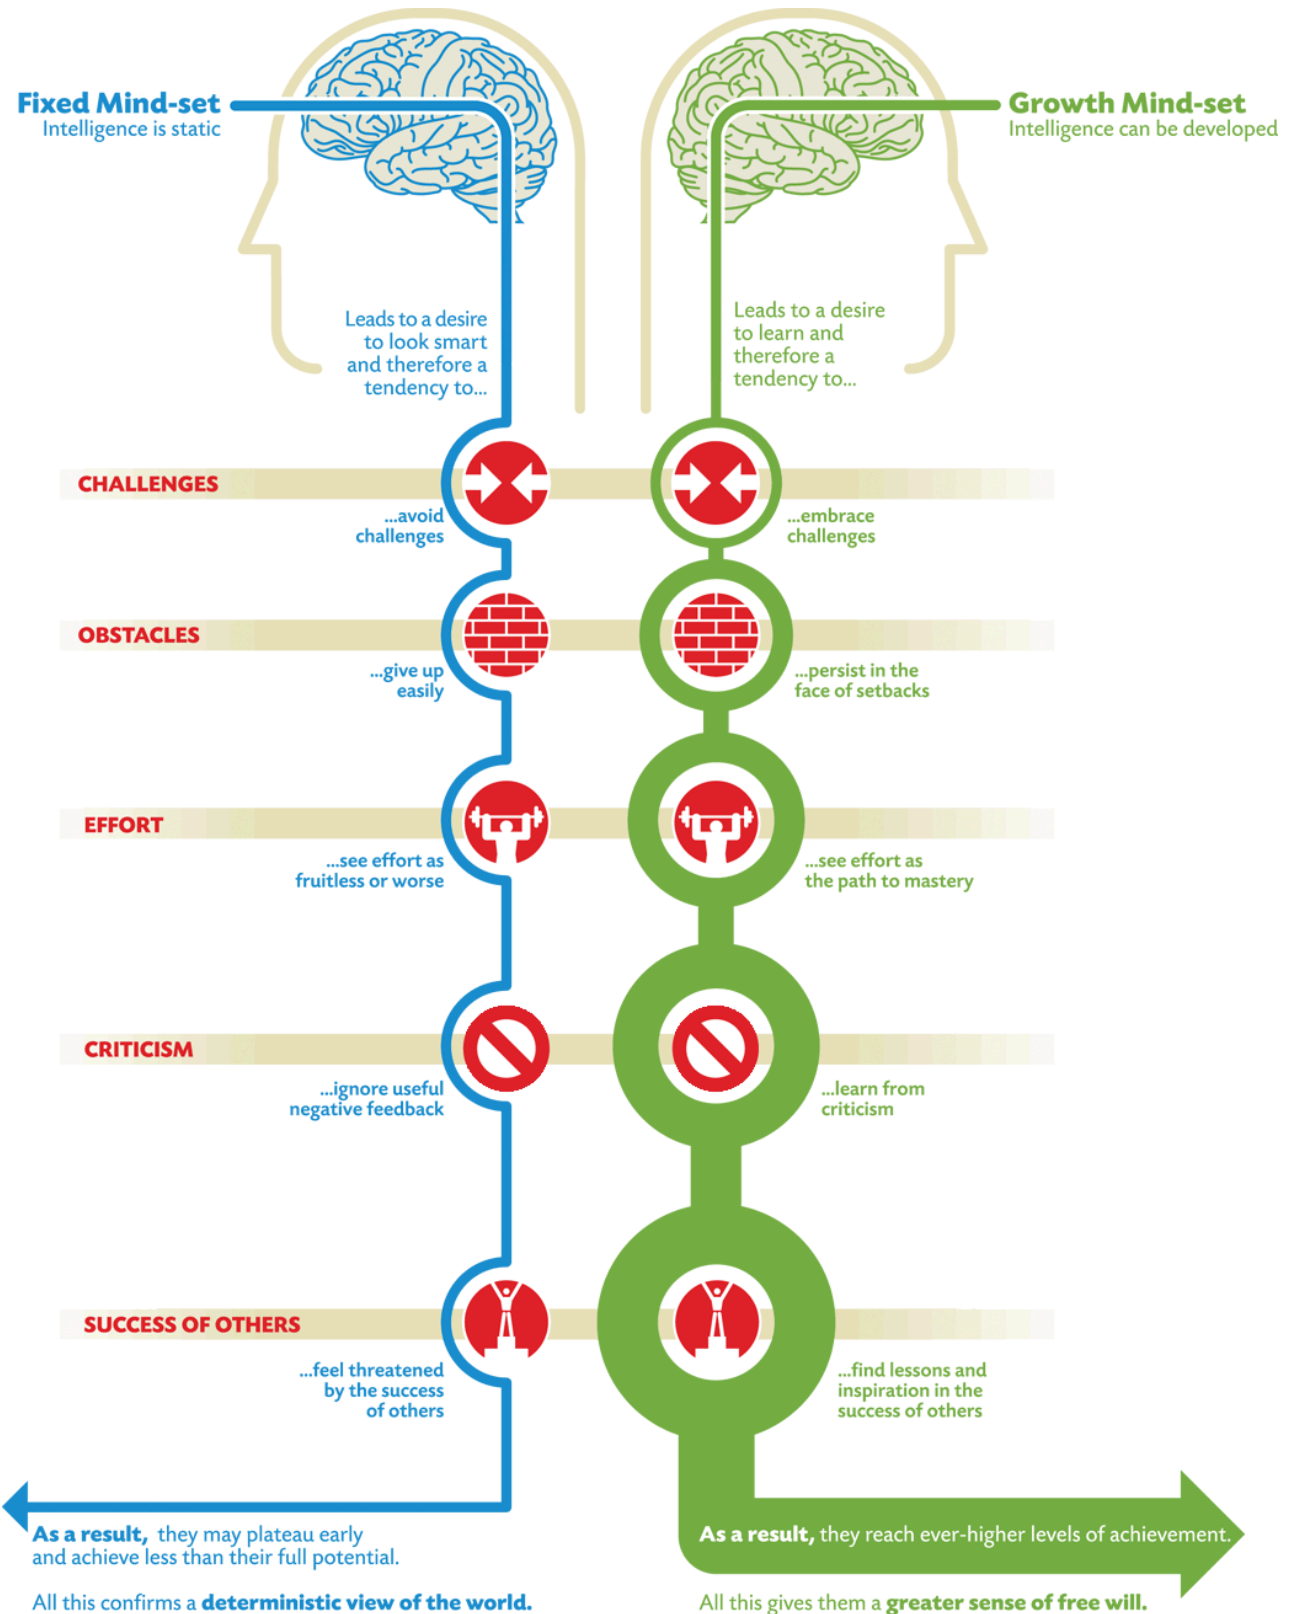 Fixed Mind-set
Intelligence is static
Growth Mind-set
Intelligence can be developed
Leads to a desire
to look smart
and therefore a
tendency to...
Leads to a desire
to learn and
therefore a
tendency to...
CHALLENGES
...avoid
challenges
...embrace
challenges
OBSTACLES
...give up
easily
...persist in the
face of setbacks
EFFORT
...see effort as
fruitless or worse
...see effort as
the path to mastery
CRITICISM
...ignore useful
negative feedback
...learn from
criticism
SUCCESS OF OTHERS
...feel threatened
by the success
of others
...find lessons and
inspiration in the
success of others
As a result, they may plateau early
and achieve less than their full potential.
All this confirms a deterministic view of the world.
As a result, they reach ever-higher levels of achievement.
All this gives them a greater sense of free will.